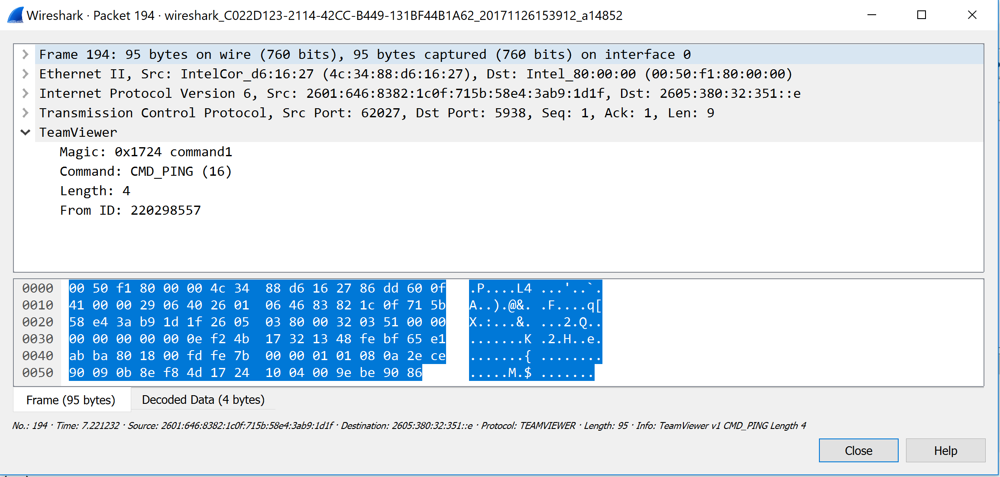 Wireshark · Packet 194 · wireshark_C022D123-2114-42CC-B449-131BF44B1A62_20171126153912_a14852
Frame 194: 95 bytes on wire (760 bits), 95 bytes captured (760 bits) on interface 0
Ethernet II, Src: IntelCor_d6:16:27 (4c:34:88:d6:16:27), Dst: Intel_80:00:00 (00:50:f1:80:00:00)
Internet Protocol Version 6, Src: 2601:646:8382:1c0f:715b:58e4:3ab9:1d1f, Dst: 2605:380:32:351::e
Transmission Control Protocol, Src Port: 62027, Dst Port: 5938, Seq: 1, Ack: 1, Len: 9
TeamViewer
Magic: 0x1724 command1
Command: CMD_PING (16)
Length: 4
From ID: 220298557
0000 00 50 f1 80 00 00 4c 34 88 d6 16 27 86 dd 60 0f .P....L4 ...'..`.
0010 41 00 00 29 06 40 26 01 06 46 83 82 1c 0f 71 5b A..).@&. .F....q[
0020 58 e4 3a b9 1d 1f 26 05 03 80 00 32 03 51 00 00 X.:...&. ...2.Q..
0030 00 00 00 00 00 0e f2 4b 17 32 13 48 fe bf 65 e1 .......K .2.H..e.
0040 ab ba 80 18 00 fd fe 7b 00 00 01 01 08 0a 2e ce .......{ ........
0050 90 09 0b 8e f8 4d 17 24 10 04 00 9e be 90 86 .....M.$ .......
Frame (95 bytes) Decoded Data (4 bytes)
No.: 194 · Time: 7.221232 · Source: 2601:646:8382:1c0f:715b:58e4:3ab9:1d1f · Destination: 2605:380:32:351::e · Protocol: TEAMVIEWER · Length: 95 · Info: TeamViewer v1 CMD_PING Length 4
Close Help